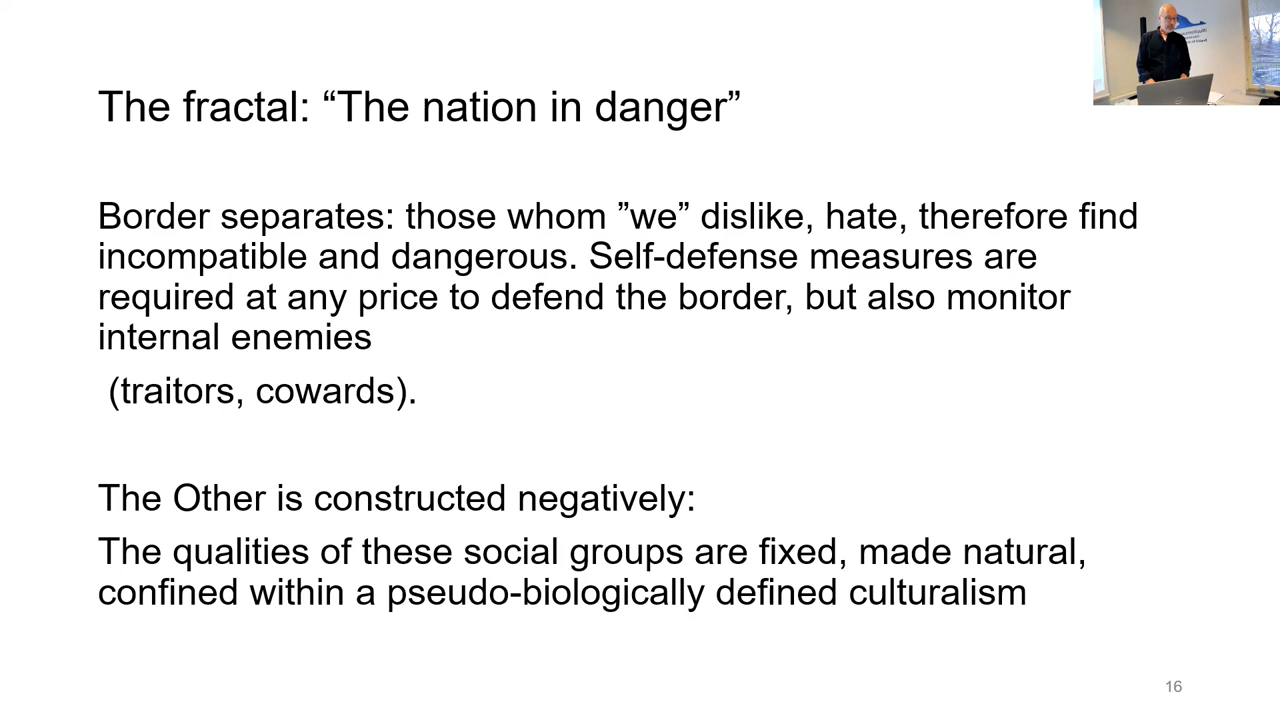 The fractal: “The nation in danger”
Border separates: those whom ”we” dislike, hate, therefore find
incompatible and dangerous. Self-defense measures are
required at any price to defend the border, but also monitor
internal enemies
(traitors, cowards).
The Other is constructed negatively:
The qualities of these social groups are fixed, made natural,
confined within a pseudo-biologically defined culturalism
16